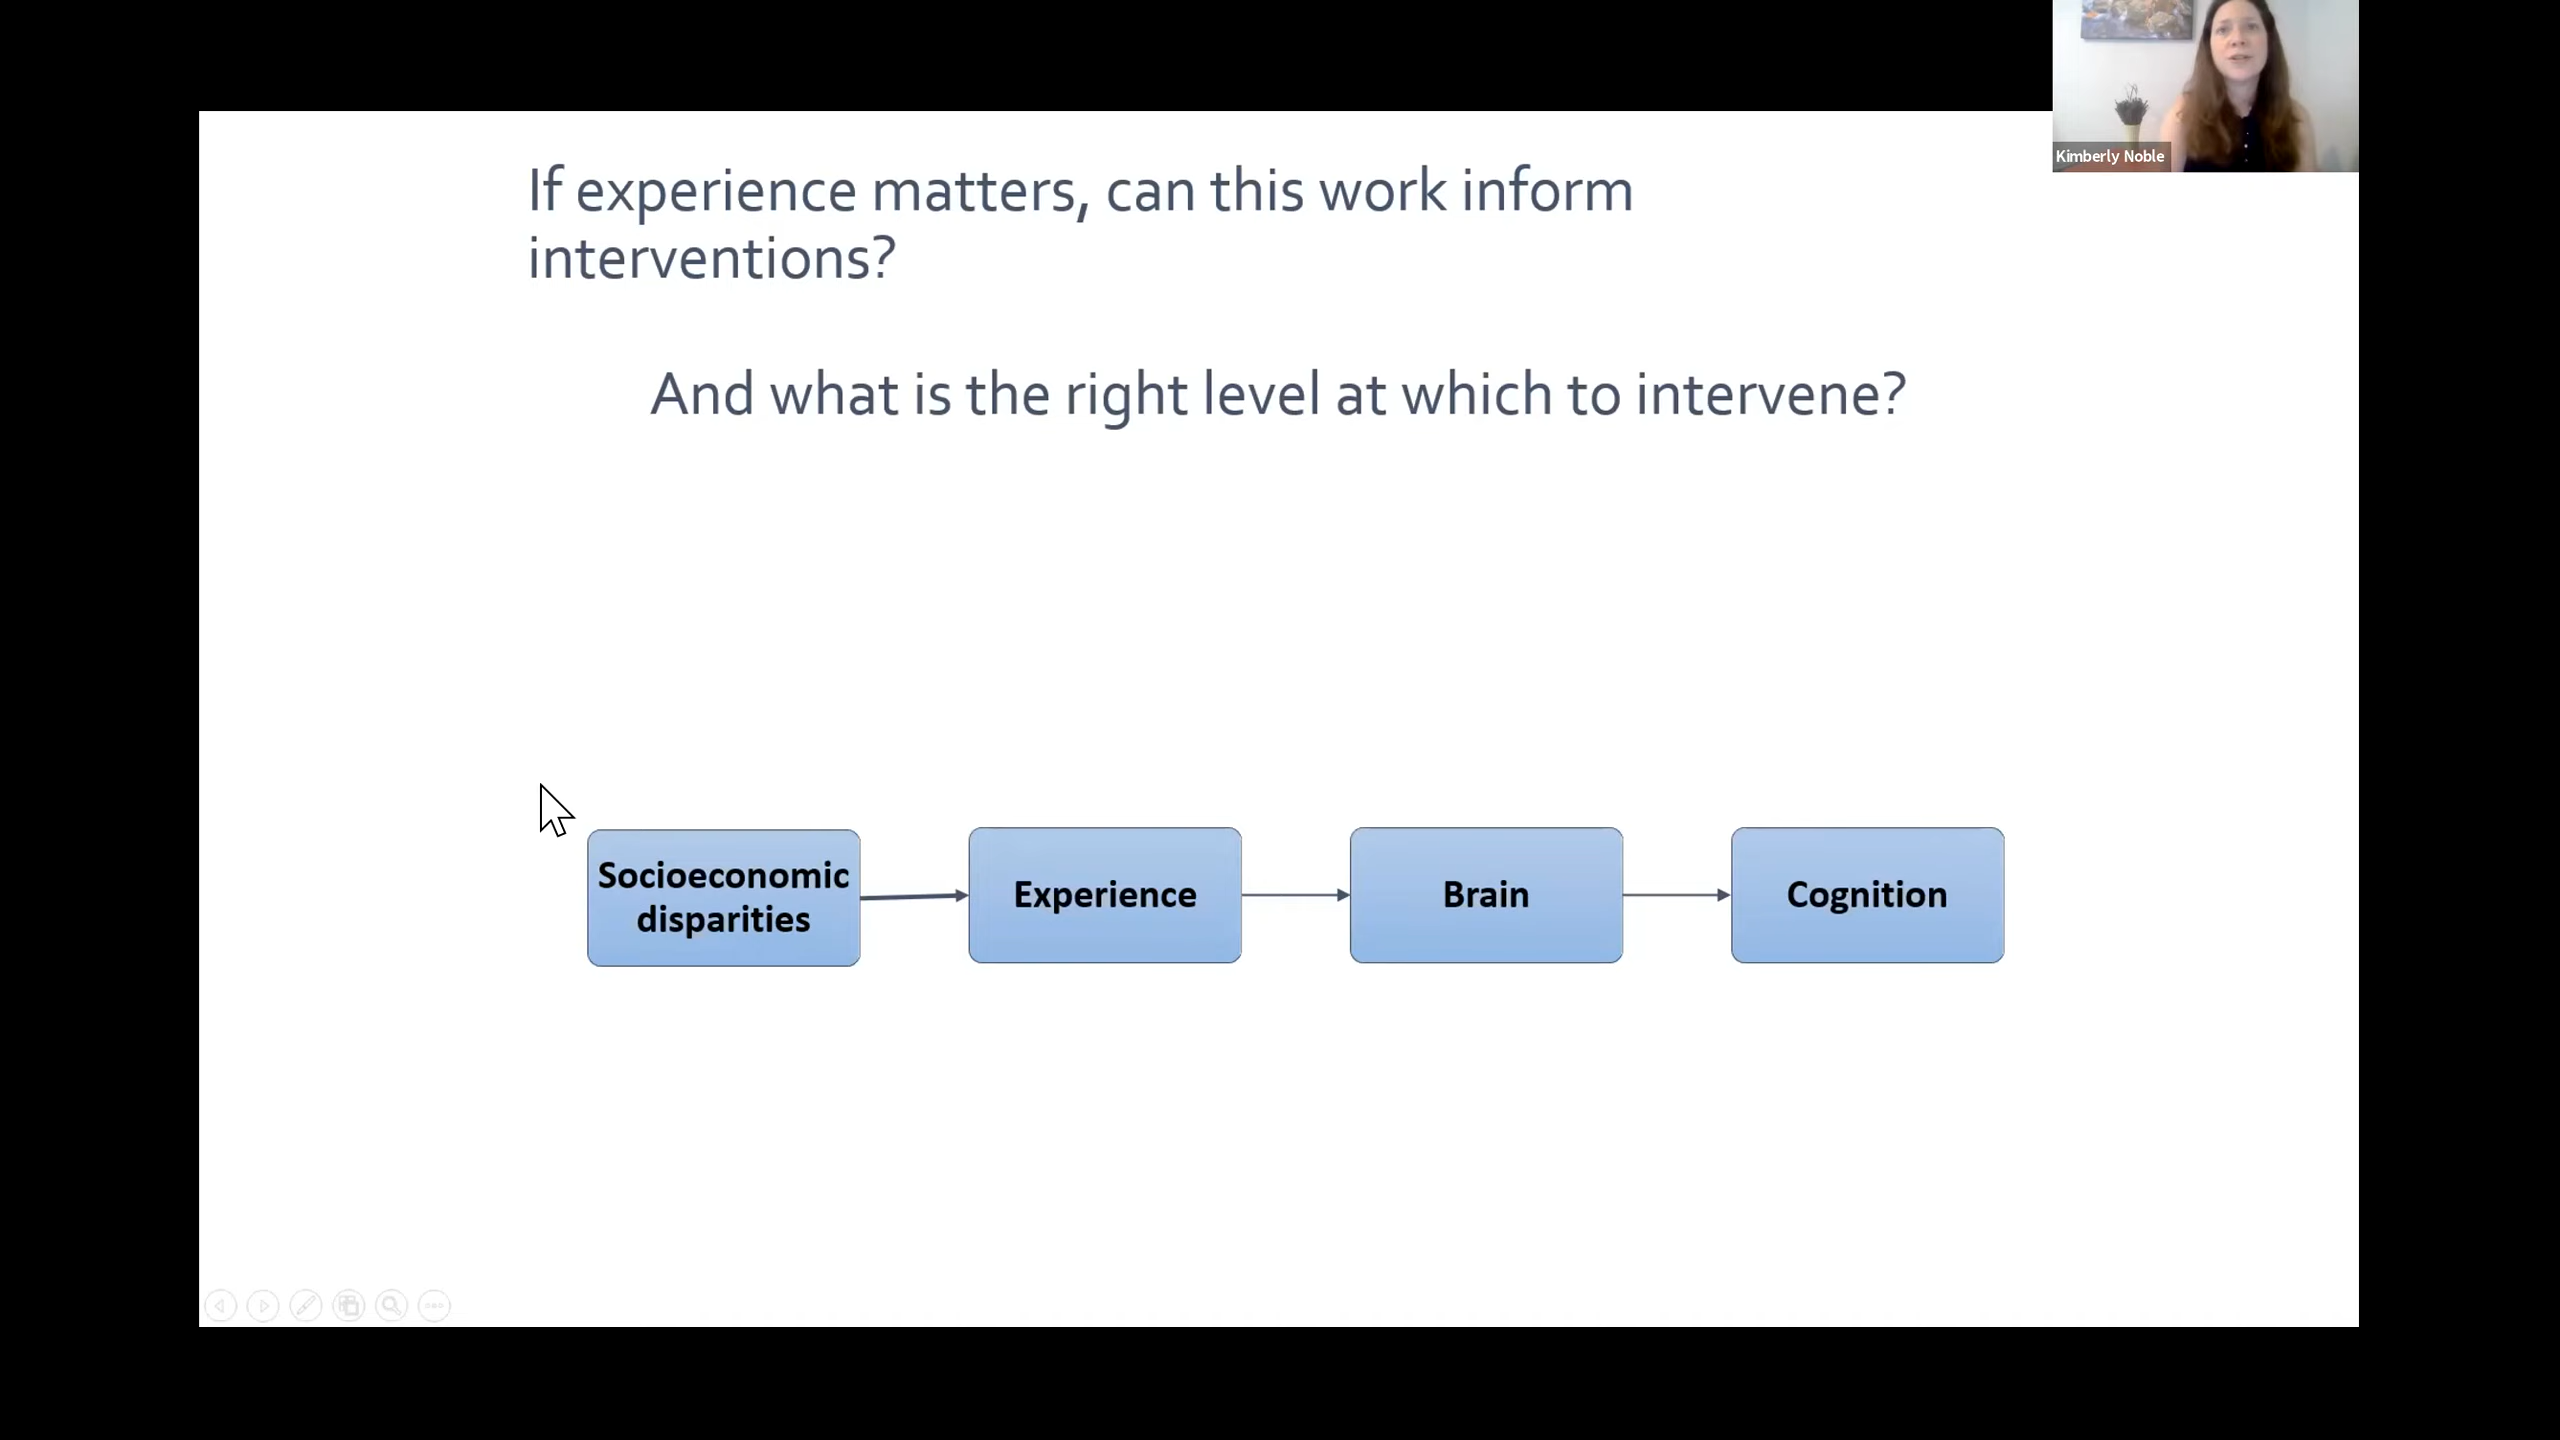 Kimberly Noble
If experience matters, can this work inform
interventions?
And what is the right level at which to intervene?
Socioeconomic
disparities
Experience
Brain
Cognition